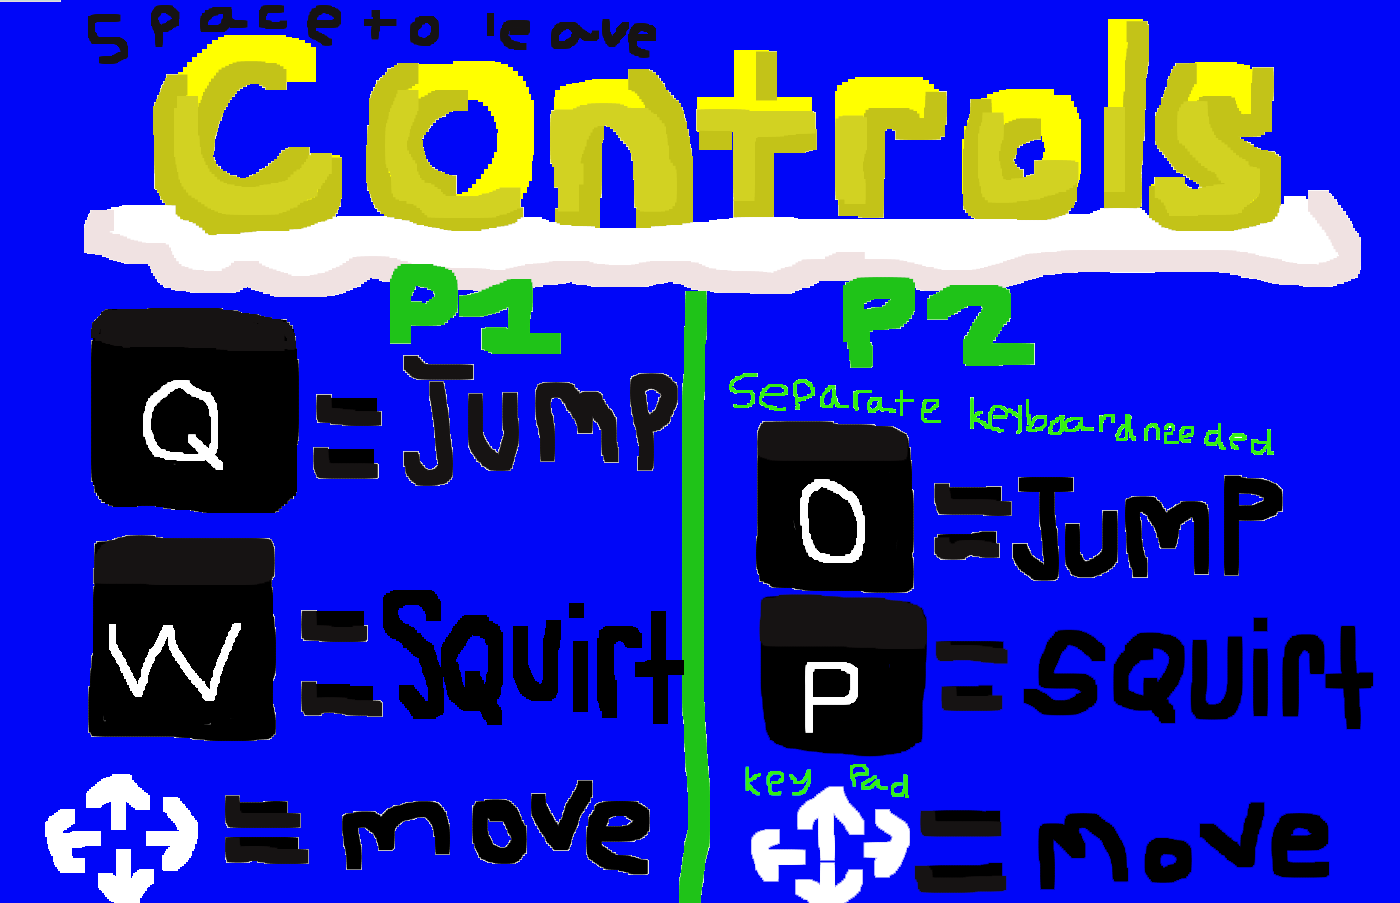 Space to leave
Controls
P1
Q = Jump
W = Squirt
= move
P2
Separate keyboard needed
O = Jump
P = Squirt
key Pad
= move